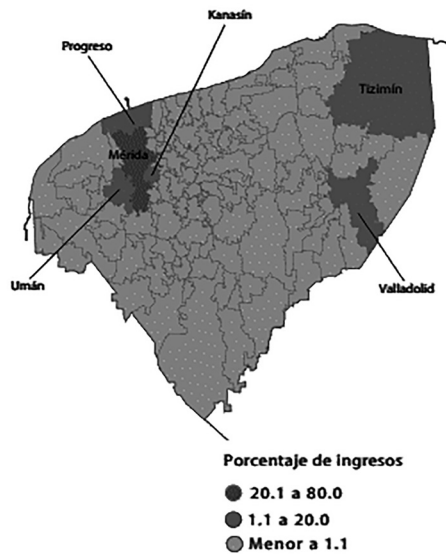 Kanasín
Progreso
Tizimín
Mérida
Umán
Valladolid
Porcentaje de ingresos
20.1 a 80.0
1.1 a 20.0
Menor a 1.1